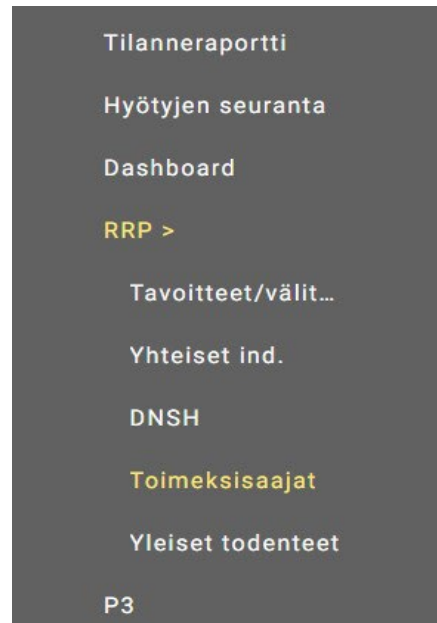 Tilanneraportti
Hyötyjen seuranta
Dashboard
RRP >
Tavoitteet/välit…
Yhteiset ind.
DNSH
Toimeksisaajat
Yleiset todenteet
P3